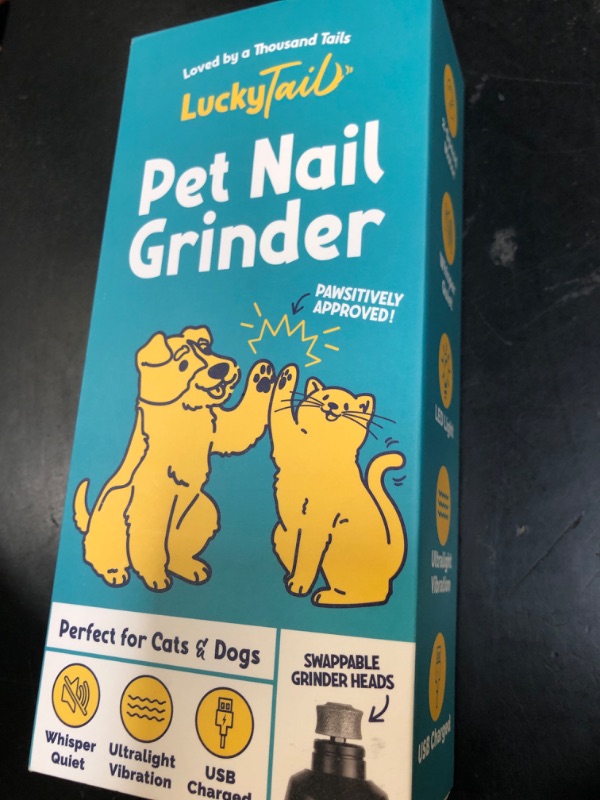 Loved by a Thousand Tails
LuckyTail
Pet Nail
Grinder
PAWSITIVELY
APPROVED!
Perfect for Cats & Dogs
Whisper
Quiet
Ultralight
Vibration
USB
Charged
SWAPPABLE
GRINDER HEADS
LED Light
Ultralight
Vibration
USB Charged